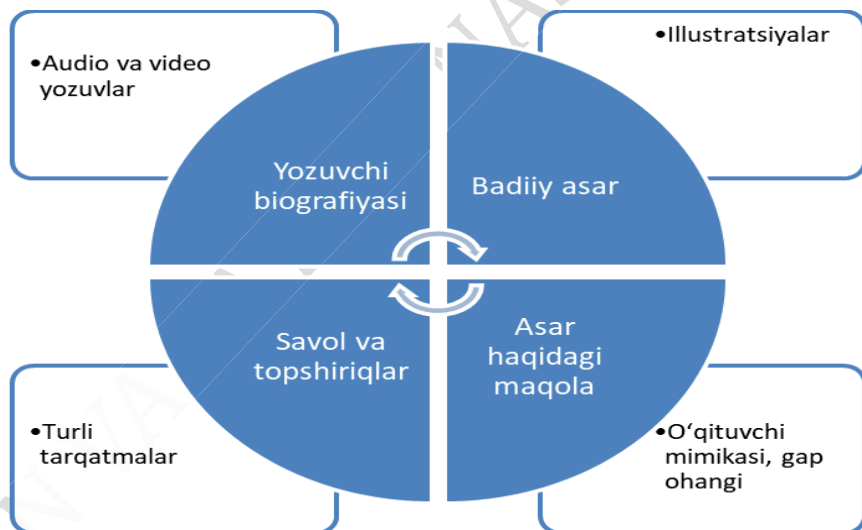 •Audio va video
yozuvlar
•Illustratsiyalar
Yozuvchi
biografiyasi
Badiiy asar
Savol va
topshiriqlar
Asar
haqidagi
maqola
•Turli
tarqatmalar
•O‘qituvchi
mimikasi, gap
ohangi